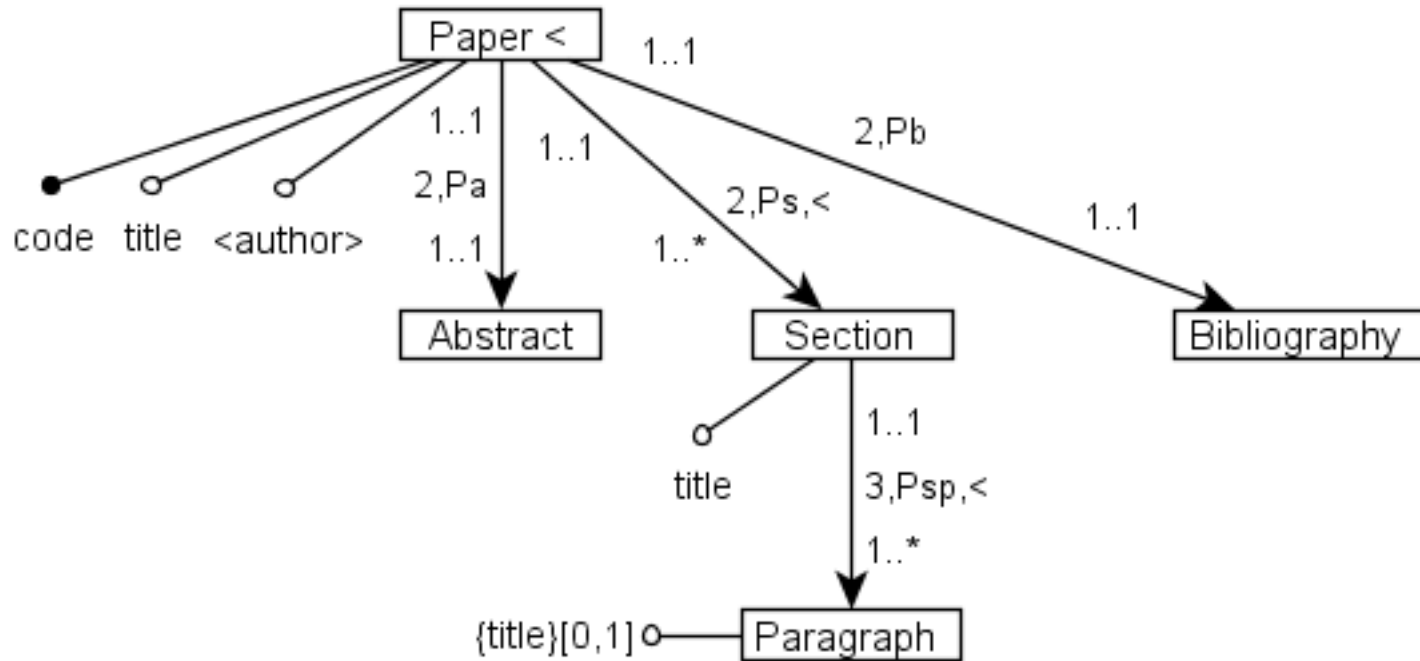 Paper <
1..1
1..1
1..1
2,Pb
2,Pa
2,Ps,<
1..1
code
title
<author>
1..1
1..*
Abstract
Section
Bibliography
1..1
title
3,Psp,<
1..*
{title}[0,1]
Paragraph